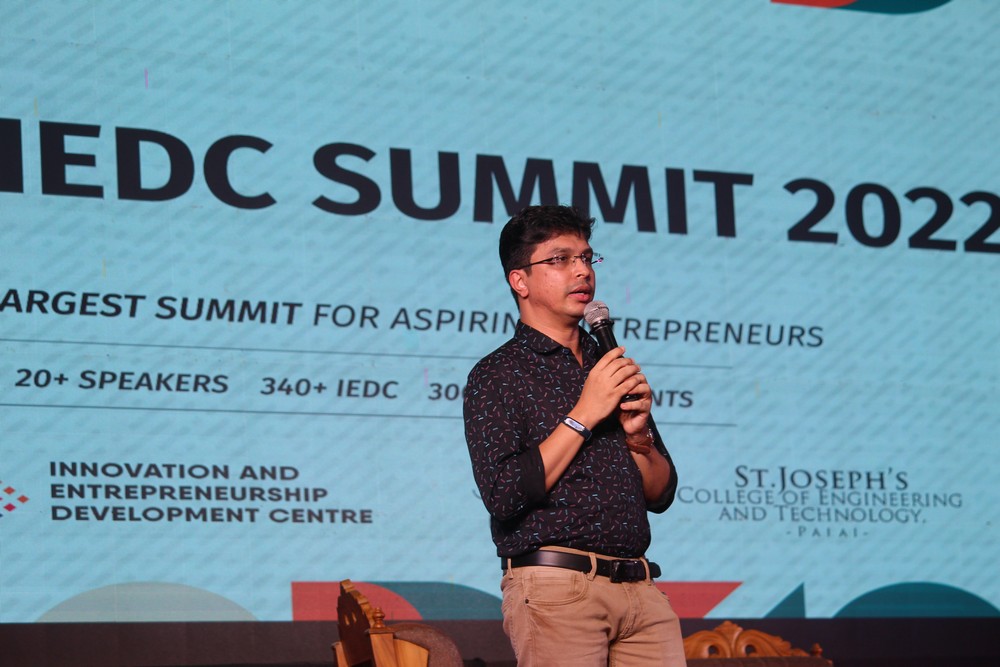 IEDC SUMMIT 2022
ARGEST SUMMIT FOR ASPIRIN TREPRENEURS
20+ SPEAKERS 340+ IEDC 30
INNOVATION AND
ENTREPRENEURSHIP
DEVELOPMENT CENTRE
ST.JOSEPH'S
COLLEGE OF ENGINEERING
AND TECHNOLOGY,
-PALAI-